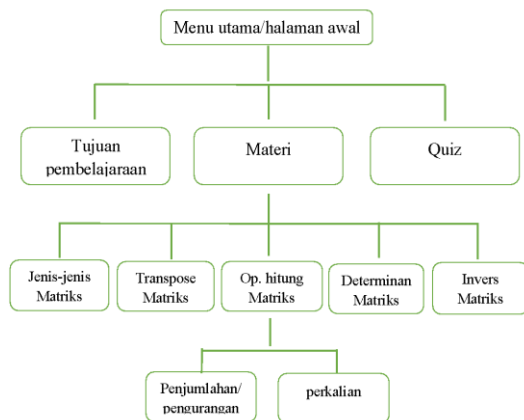 Menu utama/halaman awal
Tujuan
pembelajaraan
Materi
Quiz
Jenis-jenis
Matriks
Transpose
Matriks
Op. hitung
Matriks
Determinan
Matriks
Invers
Matriks
Penjumlahan/
pengurangan
perkalian